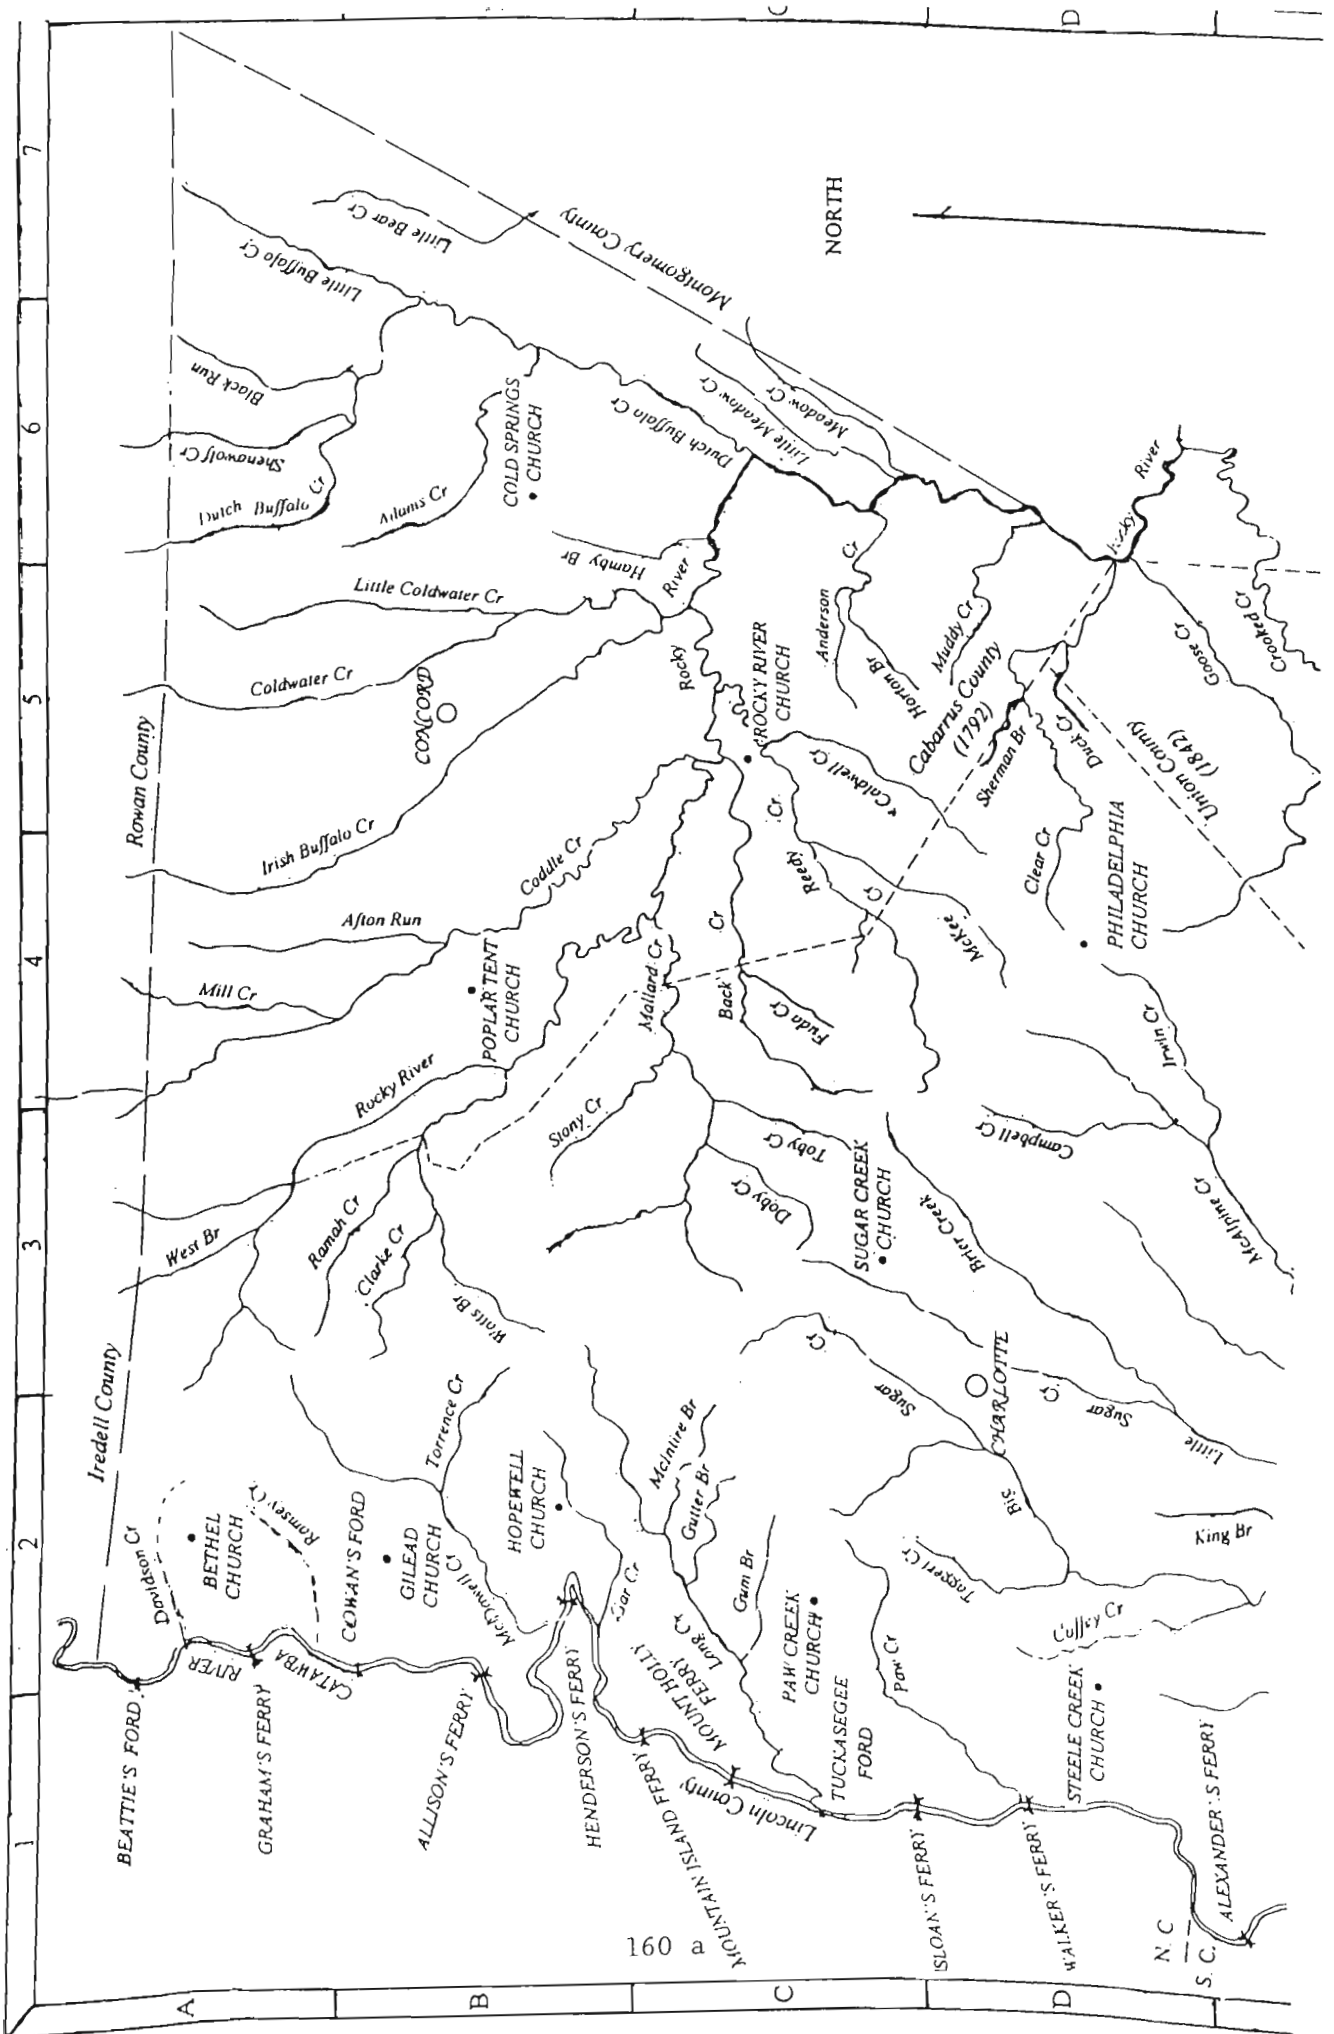 1
2
3
4
5
6
7
A
B
C
D
C
D
Iredell County
Rowan County
Montgomery County
NORTH
BEATTIE'S FORD
GRAHAM'S FERRY
ALLISON'S FERRY
HENDERSON'S FERRY
MOUNTAIN ISLAND FERRY
MOUNT HOLLY
FERRY
TUCKASEGEE
FORD
SLOAN'S FERRY
WALKER'S FERRY
ALEXANDER'S FERRY
N. C
S. C.
Lincoln County
CATAWBA
RIVER
Davidson Cr
BETHEL
CHURCH
Ramsey Cr
COWAN'S FORD
GILEAD
CHURCH
McDowell Cr
Torrence Cr
HOPEWELL
CHURCH
Gar Cr
McIntire Br
Gutter Br
Long Cr
Gum Br
PAW CREEK
CHURCH
Paw Cr
Taggert Cr
Big
Sugar
Cr
CHARLOTTE
King Br
Cuffey Cr
STEELE CREEK
CHURCH
West Br
Ramah Cr
Clarke Cr
Watts Br
Rocky River
Stony Cr
Toby Cr
Doby Cr
SUGAR CREEK
CHURCH
Brier Creek
Little
Sugar
Cr.
Campbell Cr
McAlpine Cr
Irwin Cr
Mill Cr
Afton Run
POPLAR TENT
CHURCH
Coddle Cr
Mallard Cr
Back
Cr
Fuda Cr
Reedy
Cr.
McKee
Cr
Caldwell Cr
Clear Cr
PHILADELPHIA
CHURCH
Irish Buffalo Cr
CONCORD
Coldwater Cr
Little Coldwater Cr
Rocky
River
ROCKY RIVER
CHURCH
Hamby Br
Anderson
Cr
Horton Br
Muddy Cr
Cabarrus County
(1792)
Sherman Br
Duck Cr
Union County
(1842)
Goose Cr
Crooked Cr
Rocky
River
Dutch Buffalo Cr
Shenawolf Cr
Black Run
Adams Cr
COLD SPRINGS
CHURCH
Little Buffalo Cr
Little Bear Cr
Dutch Buffalo Cr
Little Meadow Cr
Meadow Cr
160 a